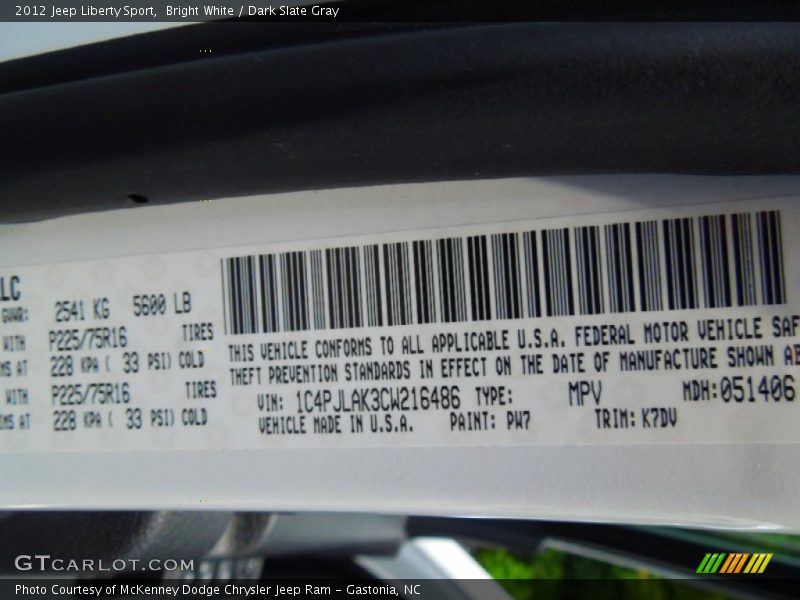 2012 Jeep Liberty Sport, Bright White / Dark Slate Gray
LC
GVWR: 2541 KG 5600 LB
WITH P225/75R16 TIRES
MS AT 228 KPA ( 33 PSI) COLD
WITH P225/75R16 TIRES
MS AT 228 KPA ( 33 PSI) COLD
THIS VEHICLE CONFORMS TO ALL APPLICABLE U.S.A. FEDERAL MOTOR VEHICLE SAF
THEFT PREVENTION STANDARDS IN EFFECT ON THE DATE OF MANUFACTURE SHOWN AB
VIN: 1C4PJLAK3CW216486 TYPE: MPV MDH:051406
VEHICLE MADE IN U.S.A. PAINT: PW7 TRIM: K7DV
GTCARLOT.COM
Photo Courtesy of McKenney Dodge Chrysler Jeep Ram - Gastonia, NC